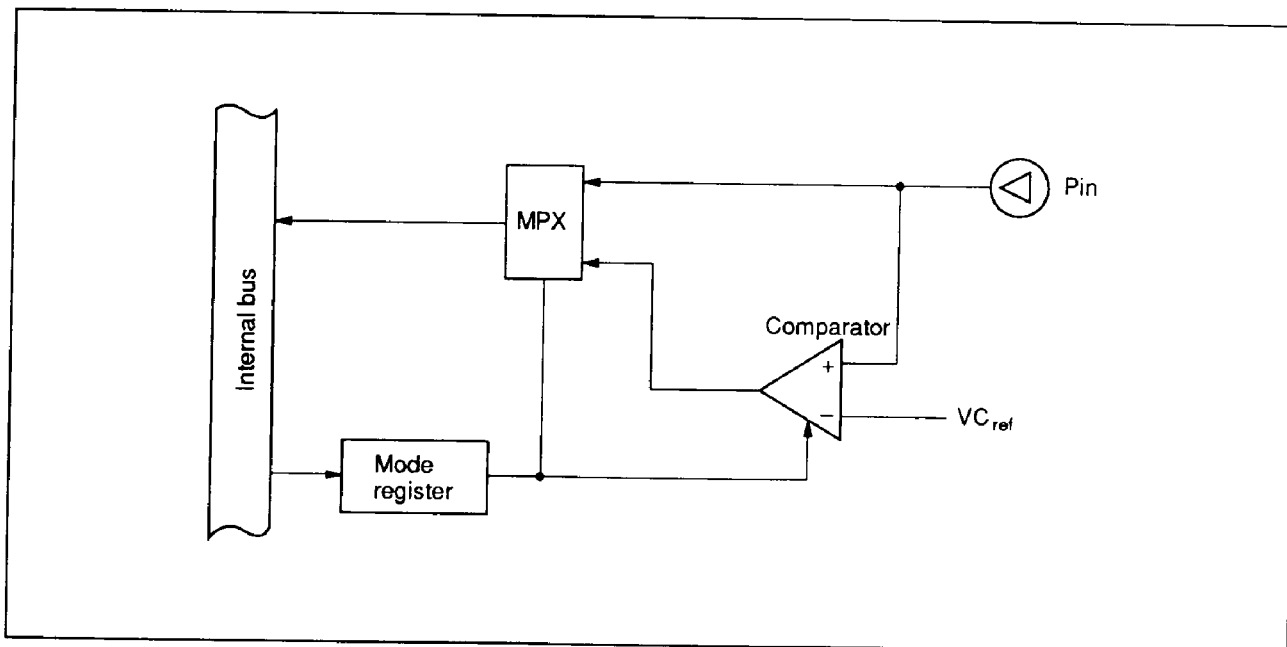 MPX
Pin
Internal bus
Comparator
+
−
VCref
Mode
register